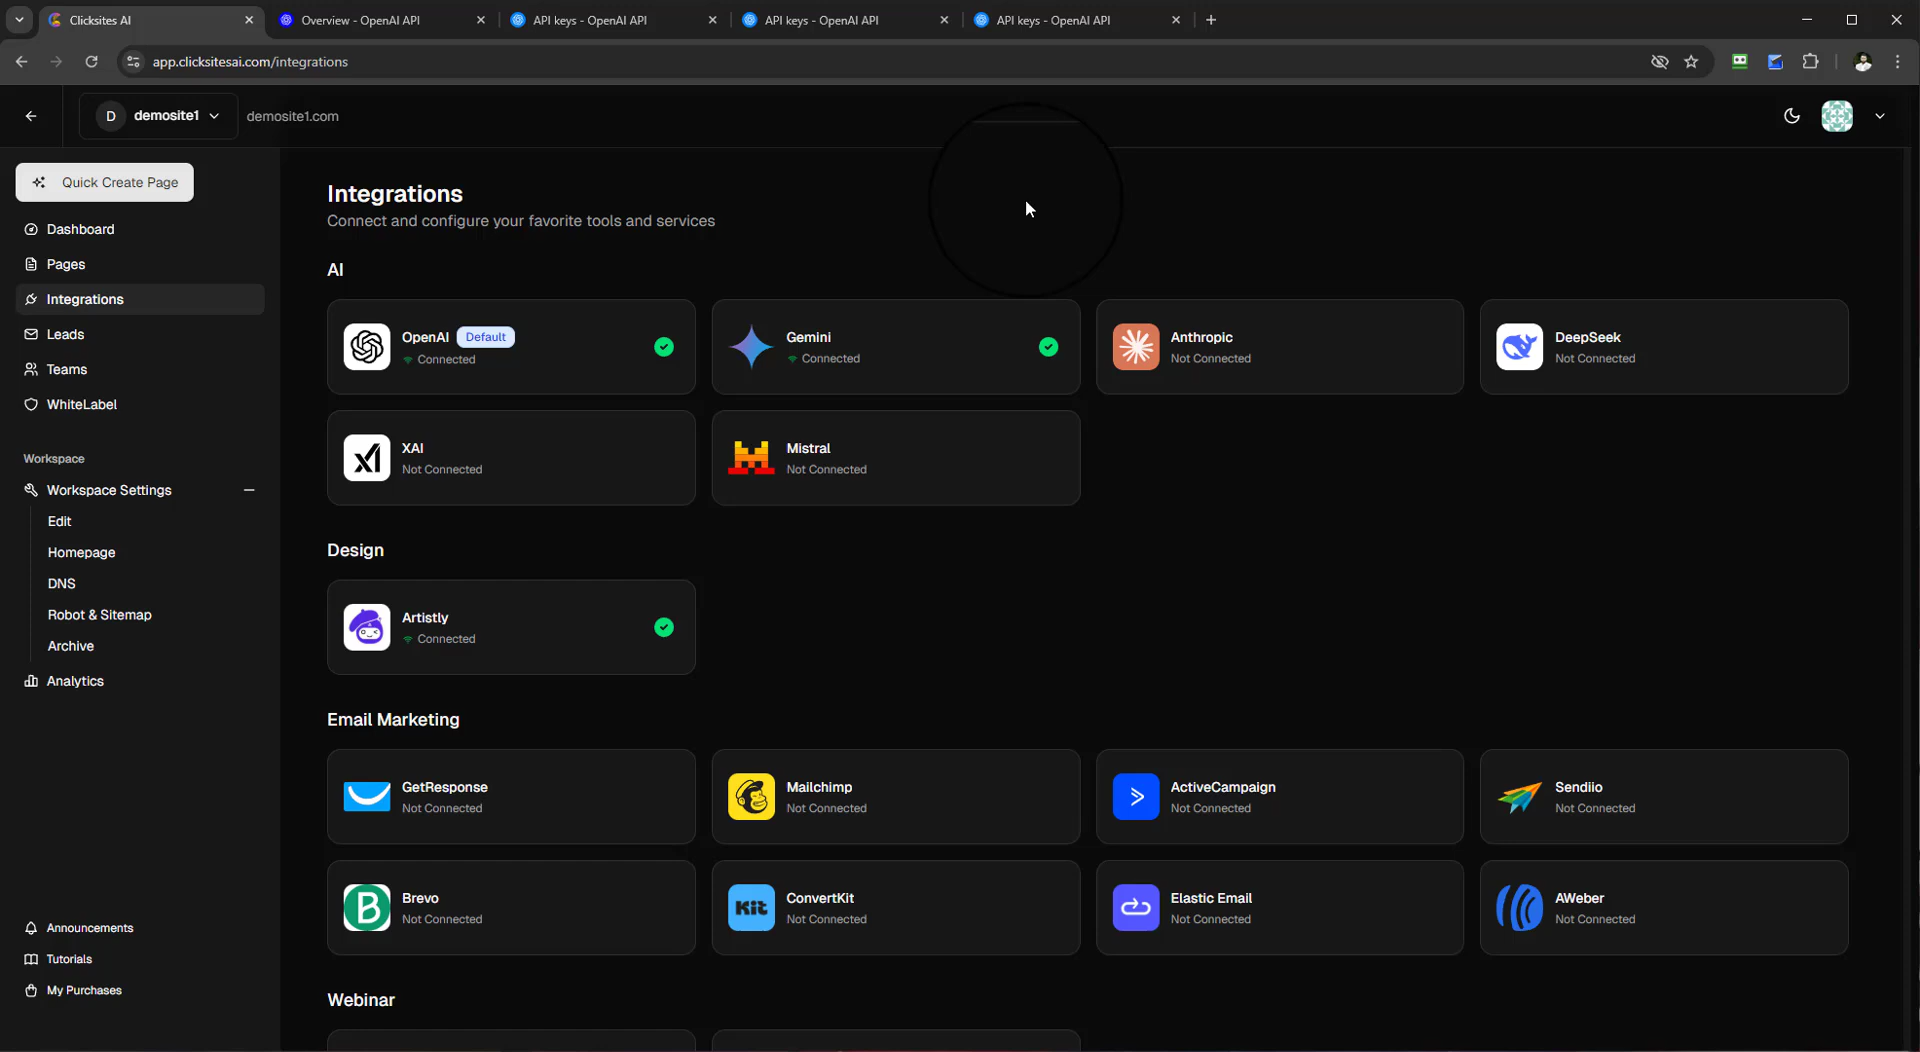 Clicksites AI
Overview - OpenAI API
API keys - OpenAI API
API keys - OpenAI API
API keys - OpenAI API
app.clicksitesai.com/integrations
D
demosite1
demosite1.com
Quick Create Page
Dashboard
Pages
Integrations
Leads
Teams
WhiteLabel
Workspace
Workspace Settings
Edit
Homepage
DNS
Robot & Sitemap
Archive
Analytics
Announcements
Tutorials
My Purchases
Integrations
Connect and configure your favorite tools and services
AI
OpenAI Default
Connected
Gemini
Connected
Anthropic
Not Connected
DeepSeek
Not Connected
XAI
Not Connected
Mistral
Not Connected
Design
Artistly
Connected
Email Marketing
GetResponse
Not Connected
Mailchimp
Not Connected
ActiveCampaign
Not Connected
Sendiio
Not Connected
B
Brevo
Not Connected
Kit
ConvertKit
Not Connected
Elastic Email
Not Connected
AWeber
Not Connected
Webinar